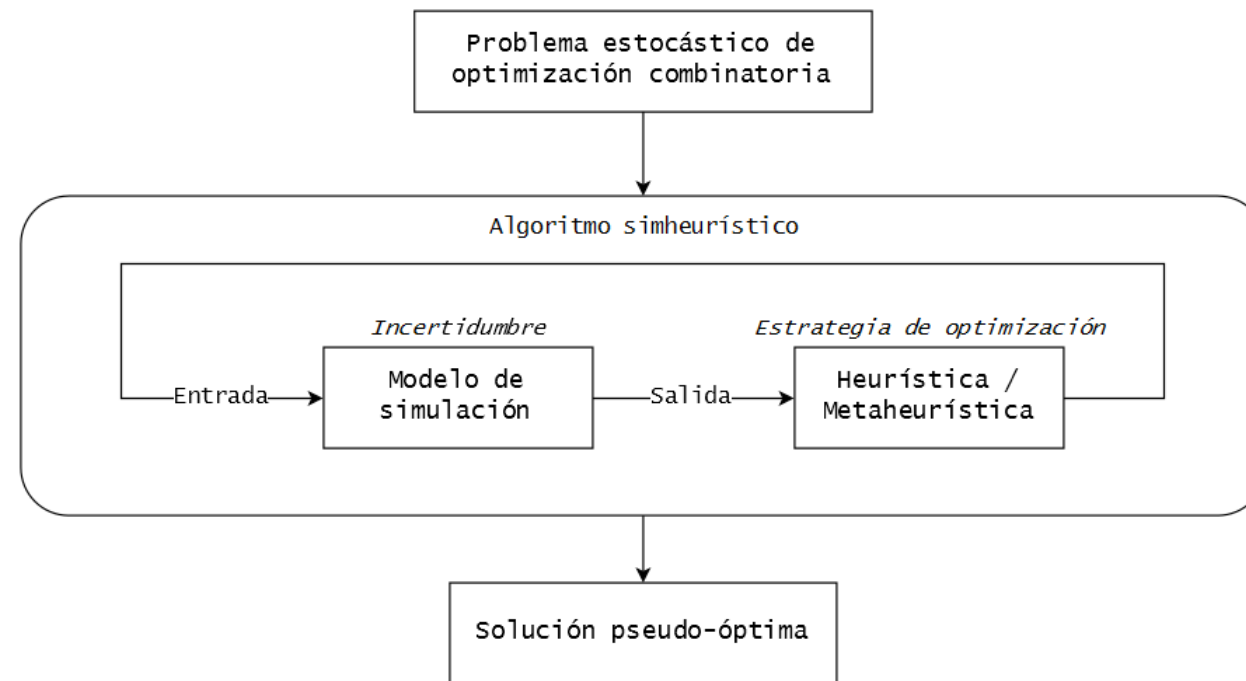 Problema estocástico de
optimización combinatoria
Algoritmo simheurístico
Incertidumbre
Estrategia de optimización
Entrada
Modelo de
simulación
Salida
Heurística /
Metaheurística
Solución pseudo-óptima